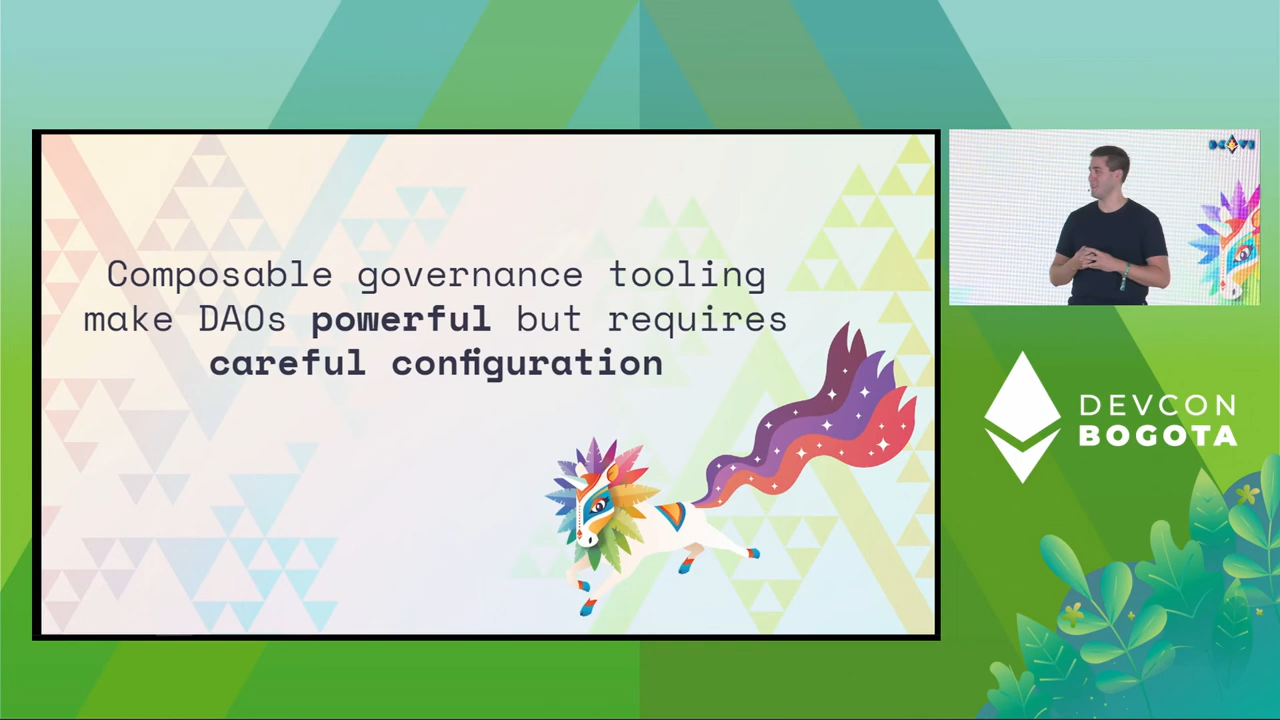 Composable governance tooling
make DAOs powerful but requires
careful configuration
DEVCON
BOGOTA